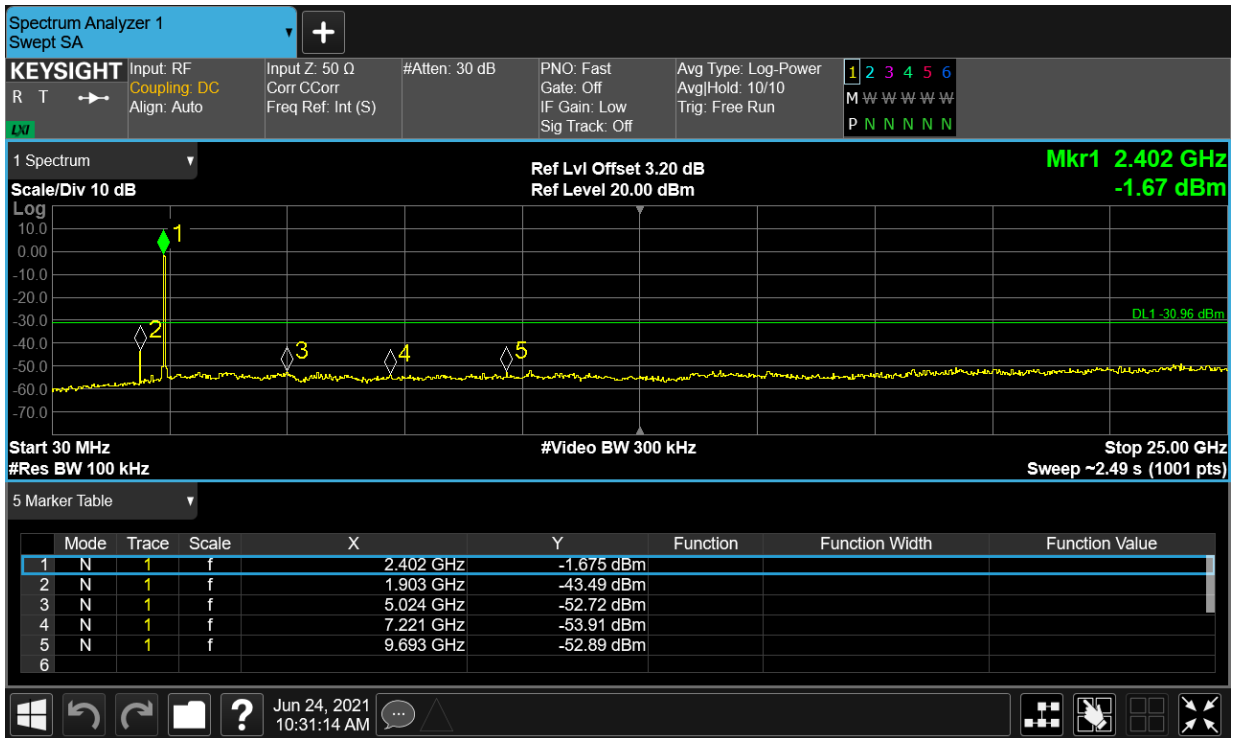 Spectrum Analyzer 1
Swept SA
KEYSIGHT
R T
LXI
Input: RF
Coupling: DC
Align: Auto
Input Z: 50 Ω
Corr CCorr
Freq Ref: Int (S)
#Atten: 30 dB
PNO: Fast
Gate: Off
IF Gain: Low
Sig Track: Off
Avg Type: Log-Power
Avg|Hold: 10/10
Trig: Free Run
1 2 3 4 5 6
M W W W W W
P N N N N N
1 Spectrum
Scale/Div 10 dB
Ref Lvl Offset 3.20 dB
Ref Level 20.00 dBm
Mkr1 2.402 GHz
-1.67 dBm
Log
10.0
0.00
-10.0
-20.0
-30.0
-40.0
-50.0
-60.0
-70.0
1
2
3
4
5
DL1 -30.96 dBm
Start 30 MHz
#Video BW 300 kHz
Stop 25.00 GHz
#Res BW 100 kHz
Sweep ~2.49 s (1001 pts)
5 Marker Table
Mode Trace Scale X Y Function Function Width Function Value
1 N 1 f 2.402 GHz -1.675 dBm
2 N 1 f 1.903 GHz -43.49 dBm
3 N 1 f 5.024 GHz -52.72 dBm
4 N 1 f 7.221 GHz -53.91 dBm
5 N 1 f 9.693 GHz -52.89 dBm
6
?
Jun 24, 2021
10:31:14 AM